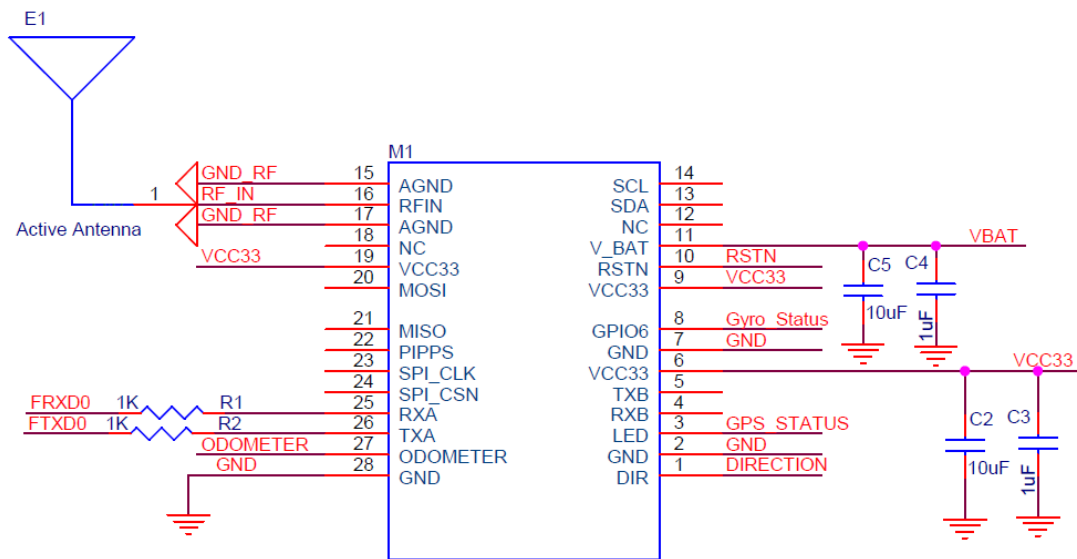 E1
M1
GND_RF 15 AGND SCL 14
1 RF_IN 16 RFIN SDA 13
GND_RF 17 AGND NC 12
Active Antenna
18 NC V_BAT 11 VBAT
VCC33 19 VCC33 RSTN 10 RSTN C5 C4
20 MOSI VCC33 9 VCC33
10uF 1uF
21 MISO GPIO6 8 Gyro_Status
22 PIPPS GND 7 GND
23 SPI_CLK VCC33 6 VCC33
24 SPI_CSN TXB 5
FRXD0 1K R1 25 RXA RXB 4
FTXD0 1K R2 26 TXA LED 3 GPS_STATUS C2 C3
ODOMETER 27 ODOMETER GND 2 GND
GND 28 GND DIR 1 DIRECTION 10uF 1uF